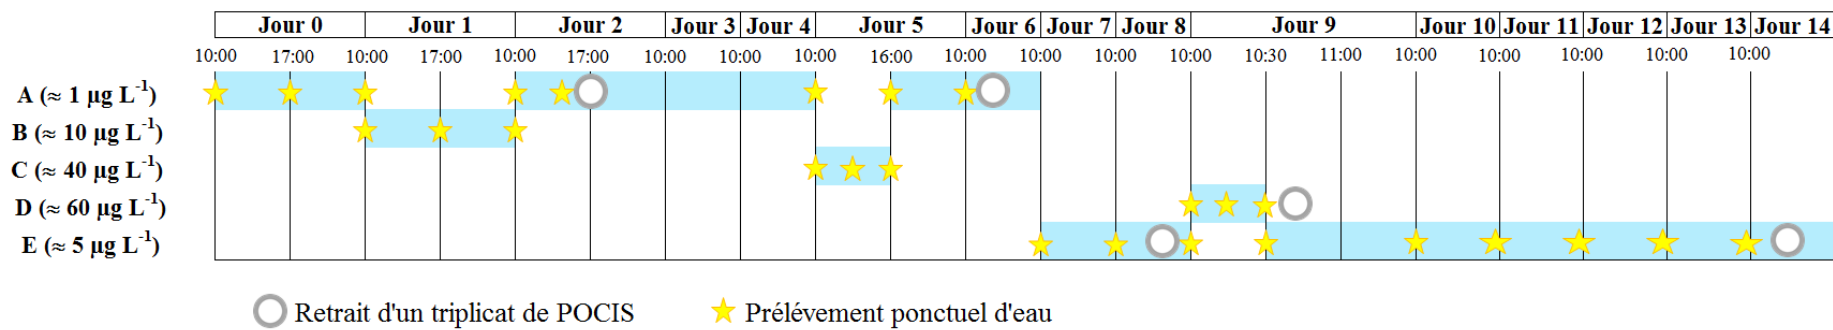 Jour 0 Jour 1 Jour 2 Jour 3 Jour 4 Jour 5 Jour 6 Jour 7 Jour 8 Jour 9 Jour 10 Jour 11 Jour 12 Jour 13 Jour 14
10:00 17:00 10:00 17:00 10:00 17:00 10:00 10:00 10:00 16:00 10:00 10:00 10:00 10:00 10:30 11:00 10:00 10:00 10:00 10:00 10:00
A (≈ 1 µg L⁻¹)
B (≈ 10 µg L⁻¹)
C (≈ 40 µg L⁻¹)
D (≈ 60 µg L⁻¹)
E (≈ 5 µg L⁻¹)
Retrait d'un triplicat de POCIS Prélévement ponctuel d'eau